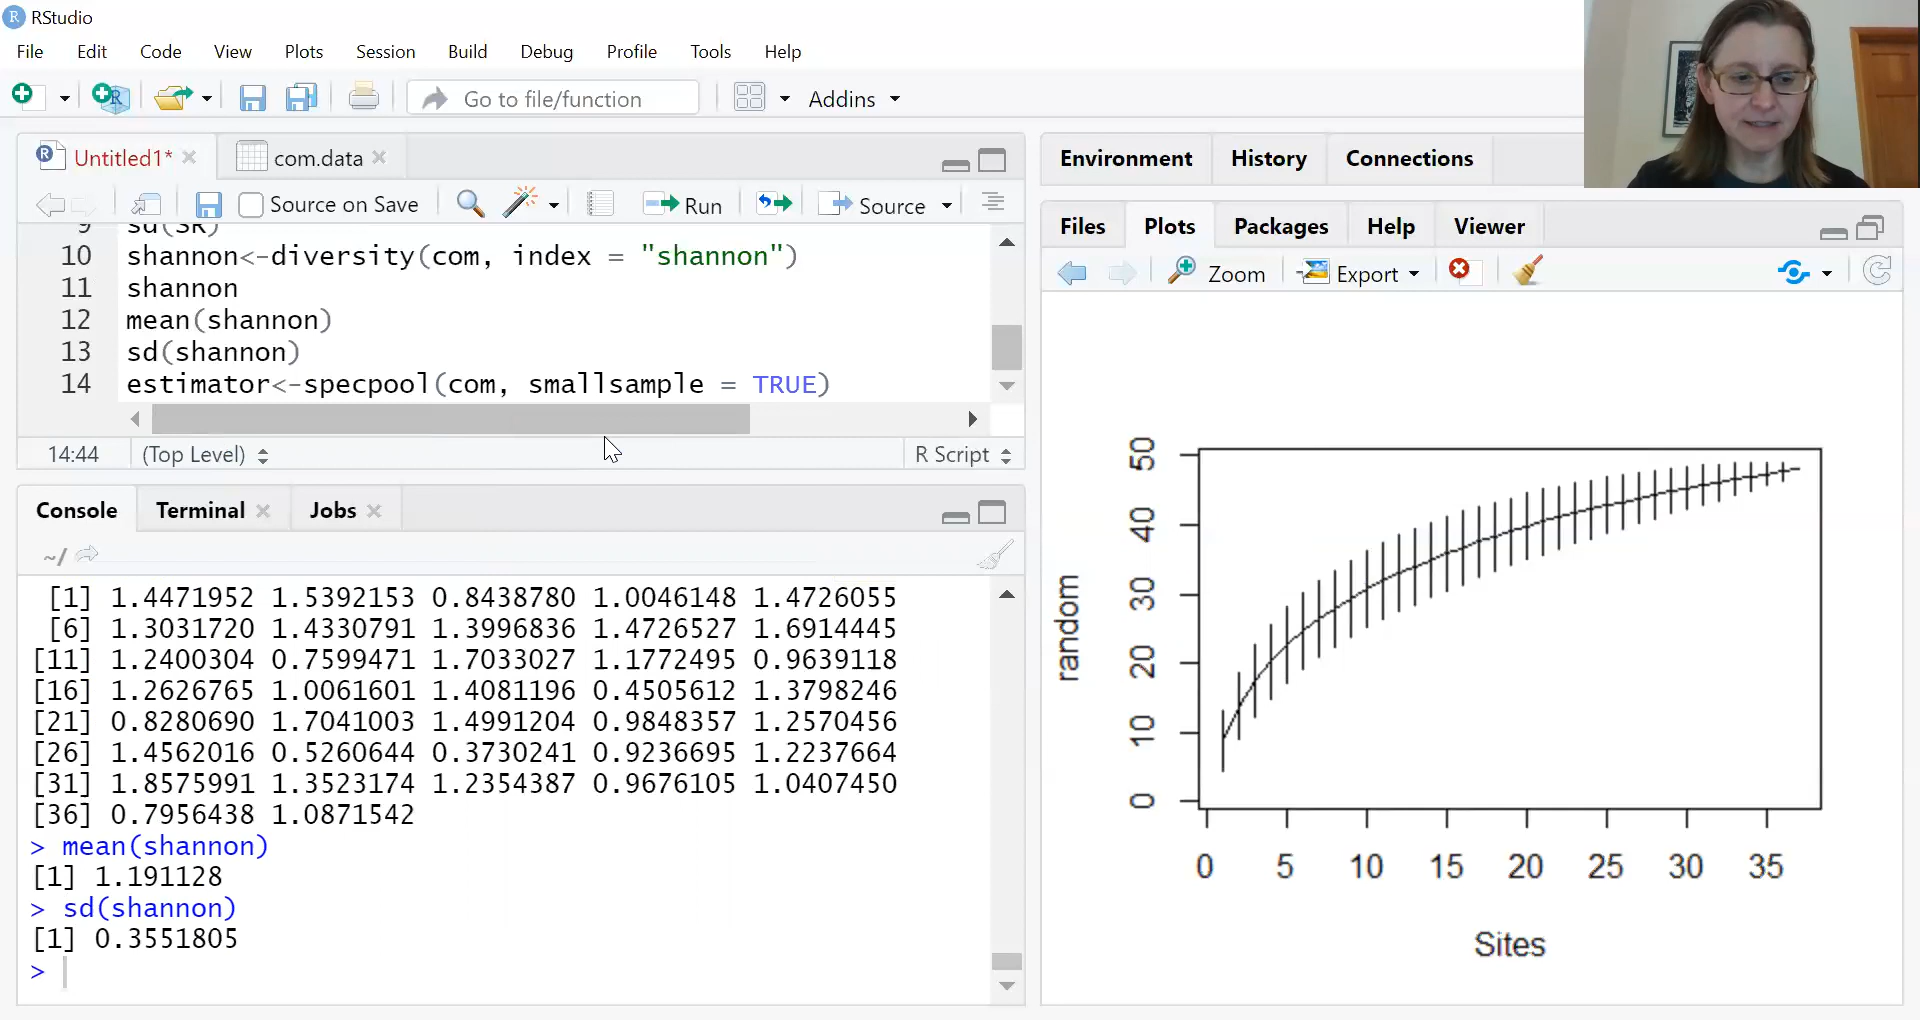 RStudio
File Edit Code View Plots Session Build Debug Profile Tools Help
Go to file/function Addins
Untitled1* com.data
Source on Save Run Source
9 sd(SR)
10 shannon<-diversity(com, index = "shannon")
11 shannon
12 mean(shannon)
13 sd(shannon)
14 estimator<-specpool(com, smallsample = TRUE)
14:44 (Top Level) R Script
Console Terminal Jobs
~/
[1] 1.4471952 1.5392153 0.8438780 1.0046148 1.4726055
[6] 1.3031720 1.4330791 1.3996836 1.4726527 1.6914445
[11] 1.2400304 0.7599471 1.7033027 1.1772495 0.9639118
[16] 1.2626765 1.0061601 1.4081196 0.4505612 1.3798246
[21] 0.8280690 1.7041003 1.4991204 0.9848357 1.2570456
[26] 1.4562016 0.5260644 0.3730241 0.9236695 1.2237664
[31] 1.8575991 1.3523174 1.2354387 0.9676105 1.0407450
[36] 0.7956438 1.0871542
> mean(shannon)
[1] 1.191128
> sd(shannon)
[1] 0.3551805
>
Environment History Connections
Files Plots Packages Help Viewer
Zoom Export
random
50
40
30
20
10
0
0 5 10 15 20 25 30 35
Sites